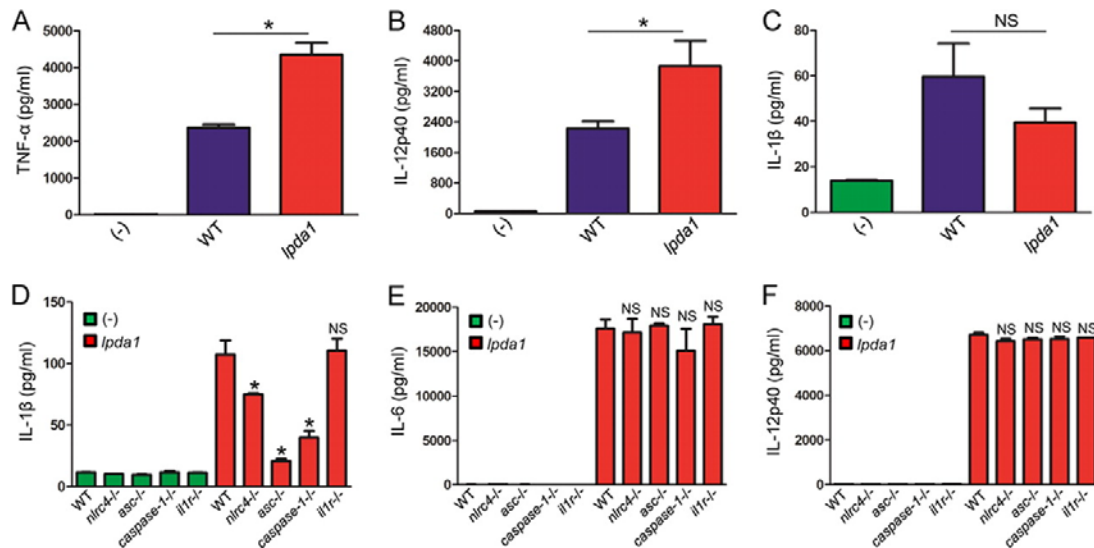 A
TNF-α (pg/ml)
5000
4000
3000
2000
1000
0
*
(-)
WT
lpda1
B
IL-12p40 (pg/ml)
4800
4000
3200
2400
1600
800
0
*
(-)
WT
lpda1
C
IL-1β (pg/ml)
80
60
40
20
0
NS
(-)
WT
lpda1
D
IL-1β (pg/ml)
150
100
50
0
(-)
lpda1
*
*
*
NS
WT
nlrc4-/-
asc-/-
caspase-1-/-
il1r-/-
WT
nlrc4-/-
asc-/-
caspase-1-/-
il1r-/-
E
IL-6 (pg/ml)
20000
15000
10000
5000
0
(-)
lpda1
NS
NS
NS
NS
WT
nlrc4-/-
asc-/-
caspase-1-/-
il1r-/-
WT
nlrc4-/-
asc-/-
caspase-1-/-
il1r-/-
F
IL-12p40 (pg/ml)
8000
6000
4000
2000
0
(-)
lpda1
NS
NS
NS
NS
WT
nlrc4-/-
asc-/-
caspase-1-/-
il1r-/-
WT
nlrc4-/-
asc-/-
caspase-1-/-
il1r-/-